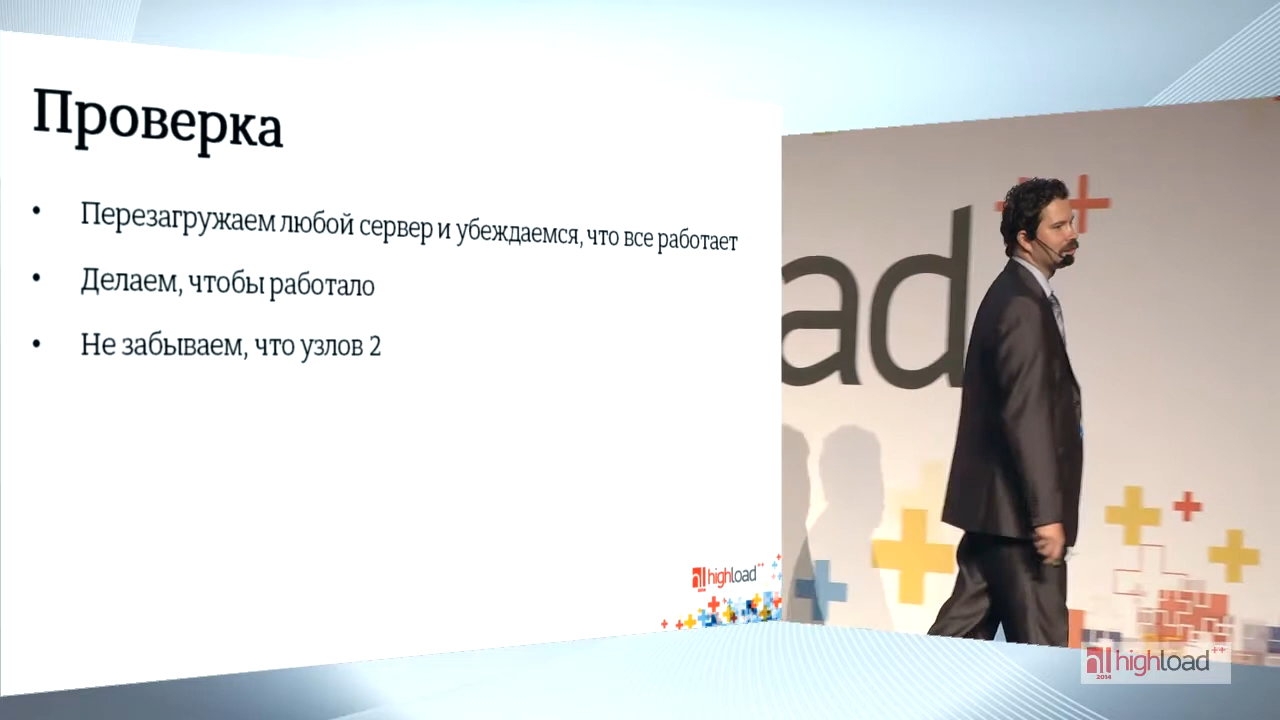 Проверка
• Перезагружаем любой сервер и убеждаемся, что все работает
• Делаем, чтобы работало
• Не забываем, что узлов 2
highload++
ad++
highload++
2014